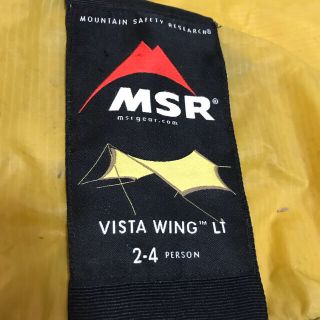 MOUNTAIN SAFETY RESEARCH®
MSR®
msrgear.com
VISTA WING™ LT
2-4 PERSON